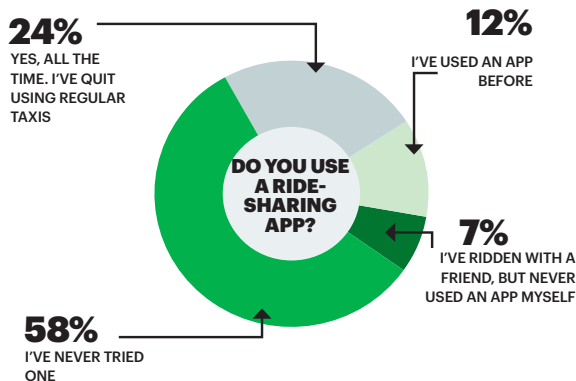 24%
YES, ALL THE
TIME. I'VE QUIT
USING REGULAR
TAXIS
12%
I'VE USED AN APP
BEFORE
DO YOU USE
A RIDE-
SHARING
APP?
7%
I'VE RIDDEN WITH A
FRIEND, BUT NEVER
USED AN APP MYSELF
58%
I'VE NEVER TRIED
ONE